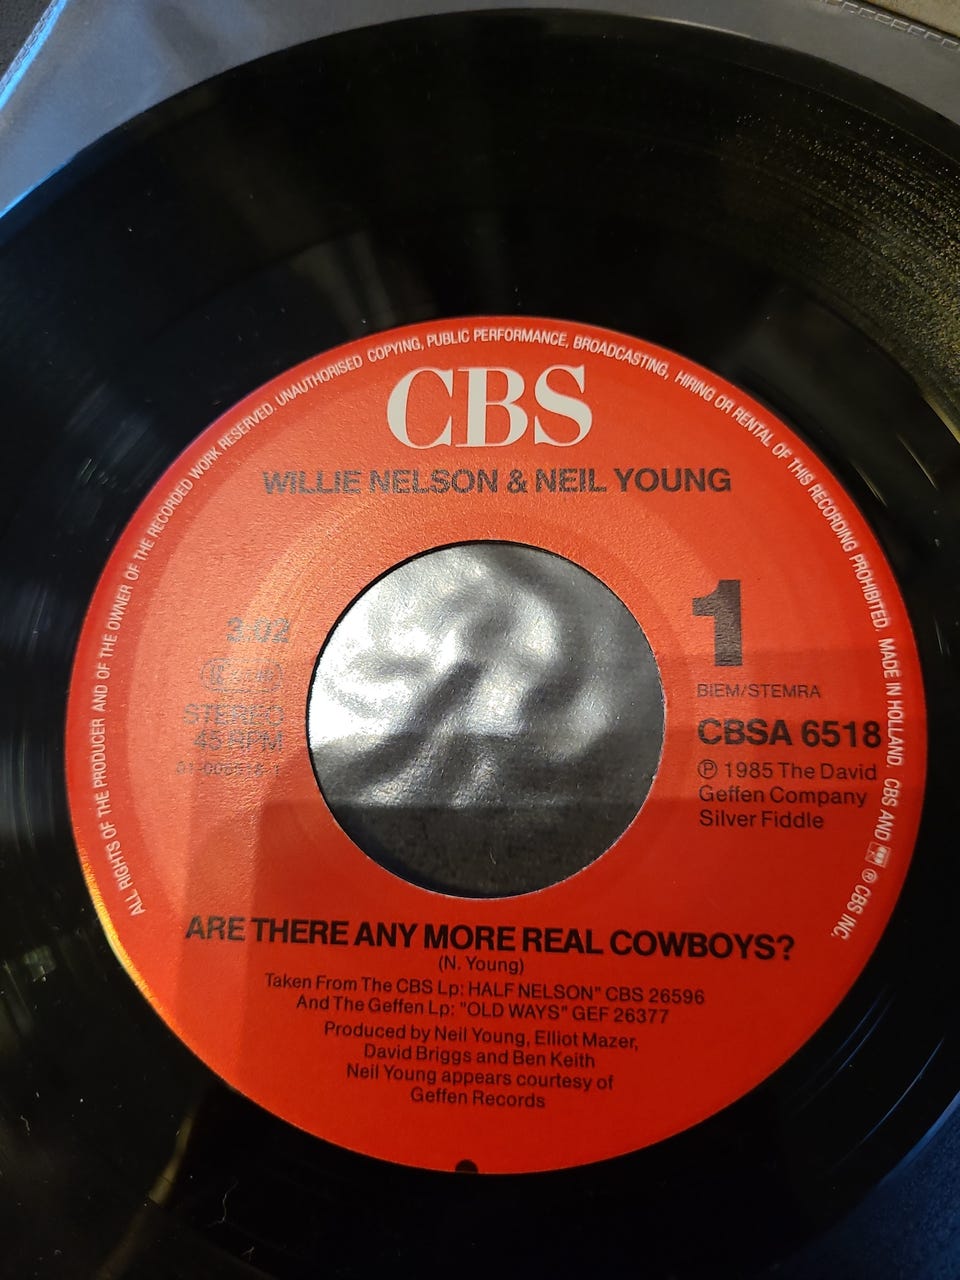 ALL RIGHTS OF THE PRODUCER AND OF THE OWNER OF THE RECORDED WORK RESERVED. UNAUTHORISED COPYING, PUBLIC PERFORMANCE, BROADCASTING, HIRING OR RENTAL OF THIS RECORDING PROHIBITED. MADE IN HOLLAND. CBS AND ® CBS INC.
CBS
WILLIE NELSON & NEIL YOUNG
3:02
STEREO
45 RPM
1
BIEM/STEMRA
CBSA 6518
℗ 1985 The David
Geffen Company
Silver Fiddle
ARE THERE ANY MORE REAL COWBOYS?
(N. Young)
Taken From The CBS Lp: HALF NELSON" CBS 26596
And The Geffen Lp: "OLD WAYS" GEF 26377
Produced by Neil Young, Elliot Mazer,
David Briggs and Ben Keith
Neil Young appears courtesy of
Geffen Records